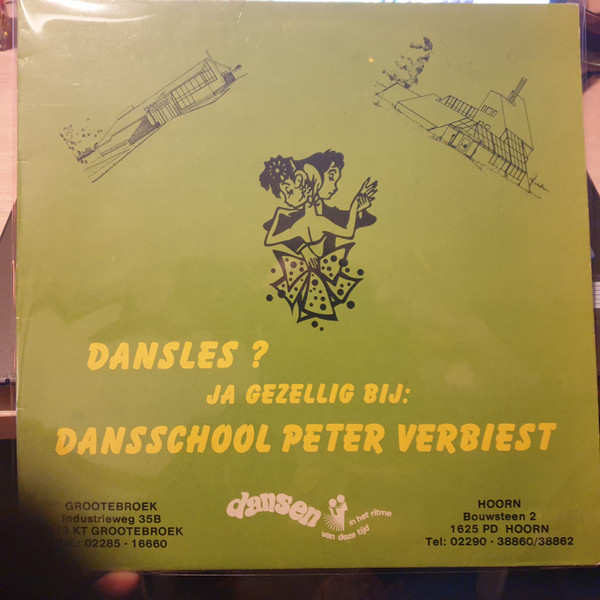 DANSLES ?
JA GEZELLIG BIJ:
DANSSCHOOL PETER VERBIEST
dansen
in het ritme
van deze tijd
GROOTEBROEK
Industrieweg 35B
KT GROOTEBROEK
: 02285 - 16660
HOORN
Bouwsteen 2
1625 PD HOORN
Tel: 02290 - 38860/38862